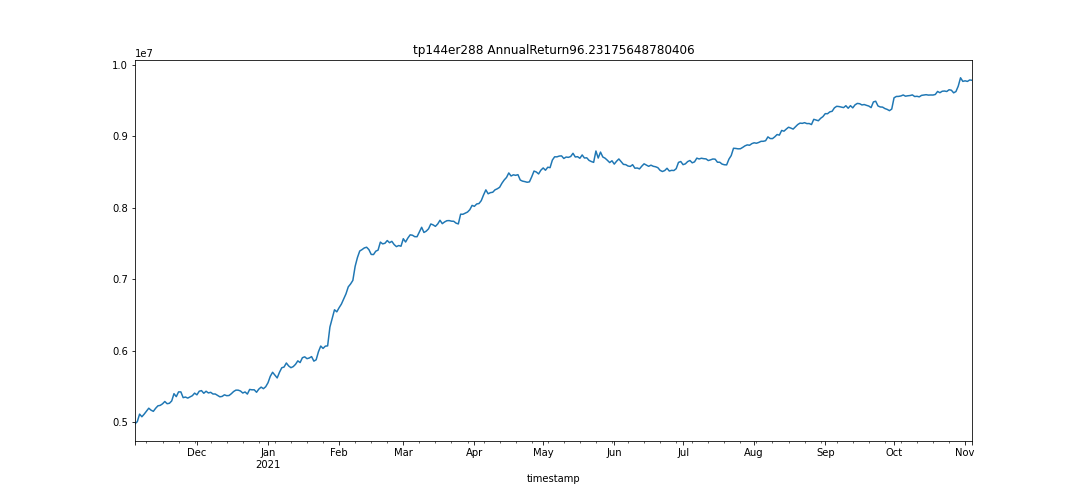 tp144er288 AnnualReturn96.23175648780406
1e7
1.0
0.9
0.8
0.7
0.6
0.5
Dec Jan Feb Mar Apr May Jun Jul Aug Sep Oct Nov
2021
timestamp